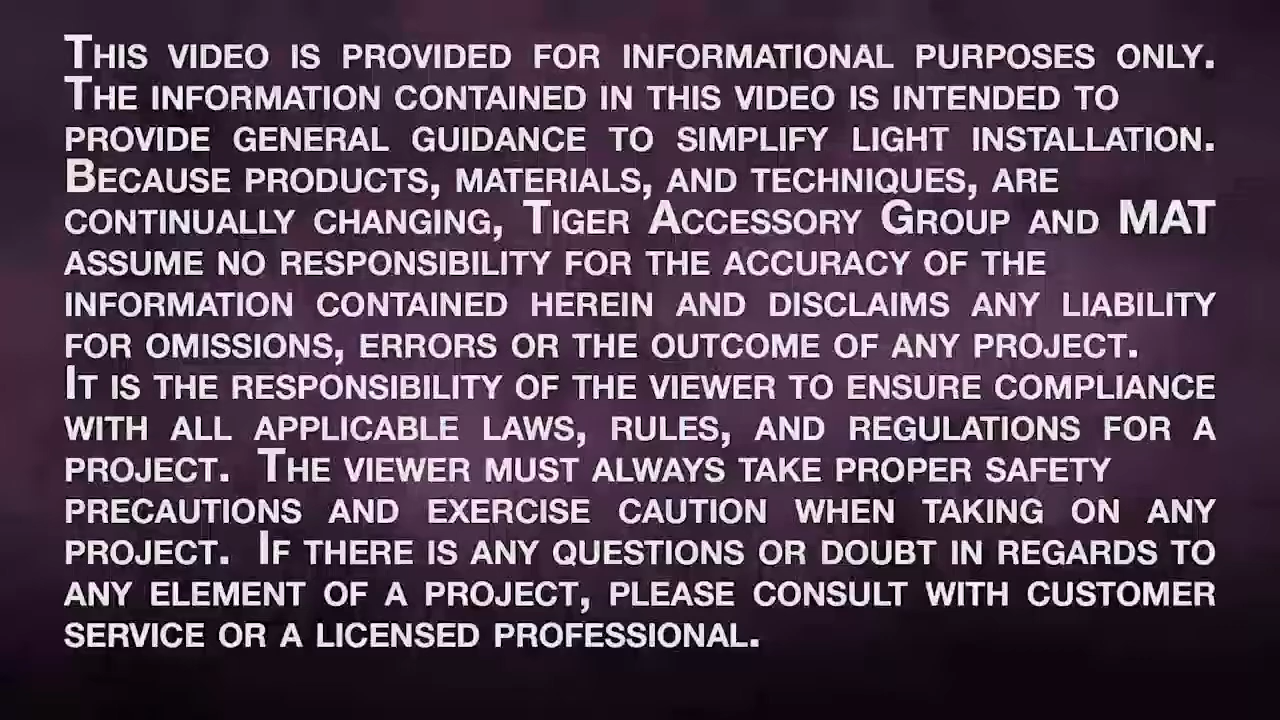 This video is provided for informational purposes only.
The information contained in this video is intended to
provide general guidance to simplify light installation.
Because products, materials, and techniques, are
continually changing, Tiger Accessory Group and MAT
assume no responsibility for the accuracy of the
information contained herein and disclaims any liability
for omissions, errors or the outcome of any project.
It is the responsibility of the viewer to ensure compliance
with all applicable laws, rules, and regulations for a
project.  The viewer must always take proper safety
precautions and exercise caution when taking on any
project.  If there is any questions or doubt in regards to
any element of a project, please consult with customer
service or a licensed professional.